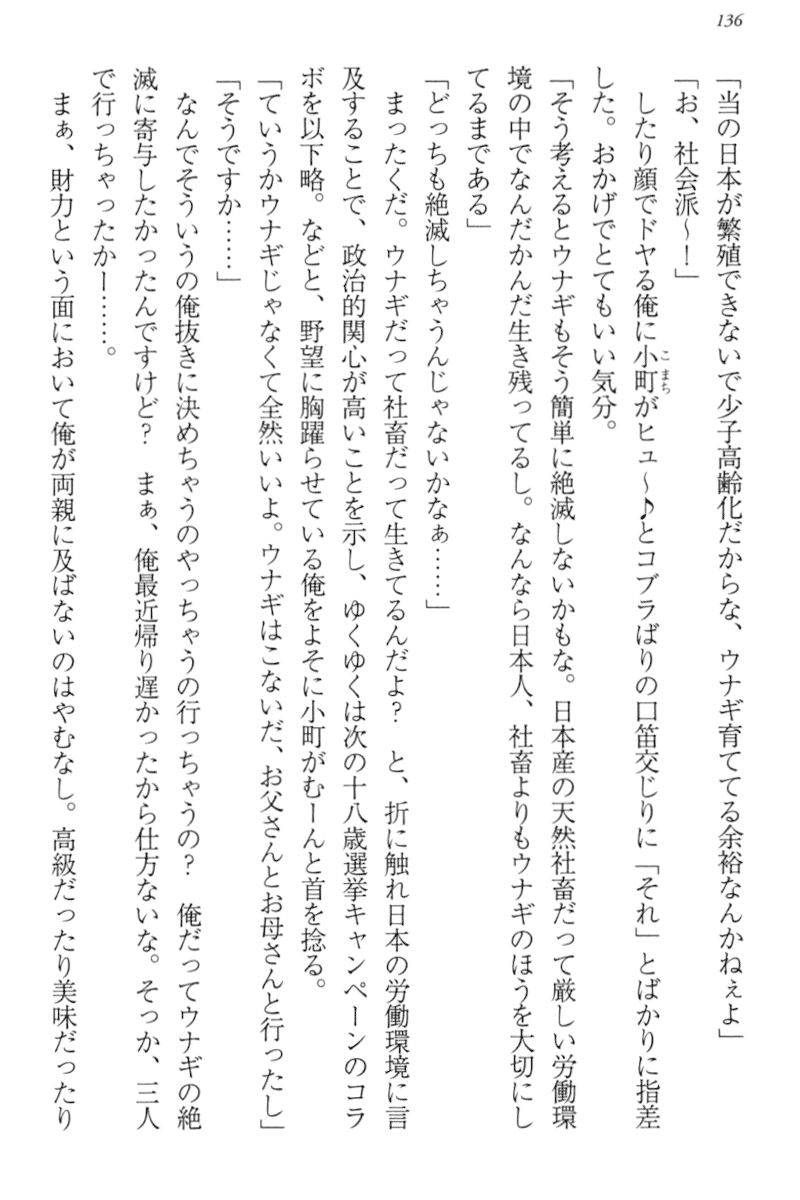 136
「当の日本が繁殖できないで少子高齢化だからな、ウナギ育ててる余裕なんかねぇよ」
「お、社会派～！」
　したり顔でドヤる俺に小町がヒュ～♪とコブラばりの口笛交じりに「それ」とばかりに指差
した。おかげでとてもいい気分。
「そう考えるとウナギもそう簡単に絶滅しないかもな。日本産の天然社畜だって厳しい労働環
境の中でなんだかんだ生き残ってるし。なんなら日本人、社畜よりもウナギのほうを大切にし
てるまである」
「どっちも絶滅しちゃうんじゃないかなぁ……」
　まったくだ。ウナギだって社畜だって生きてるんだよ？　と、折に触れ日本の労働環境に言
及することで、政治的関心が高いことを示し、ゆくゆくは次の十八歳選挙キャンペーンのコラ
ボを以下略。などと、野望に胸躍らせている俺をよそに小町がむーんと首を捻る。
「ていうかウナギじゃなくて全然いいよ。ウナギはこないだ、お父さんとお母さんと行ったし」
「そうですか……」
　なんでそういうの俺抜きに決めちゃうのやっちゃうの行っちゃうの？　俺だってウナギの絶
滅に寄与したかったんですけど？　まぁ、俺最近帰り遅かったから仕方ないな。そっか、三人
で行っちゃったかー……。
　まぁ、財力という面において俺が両親に及ばないのはやむなし。高級だったり美味だったり
こまち